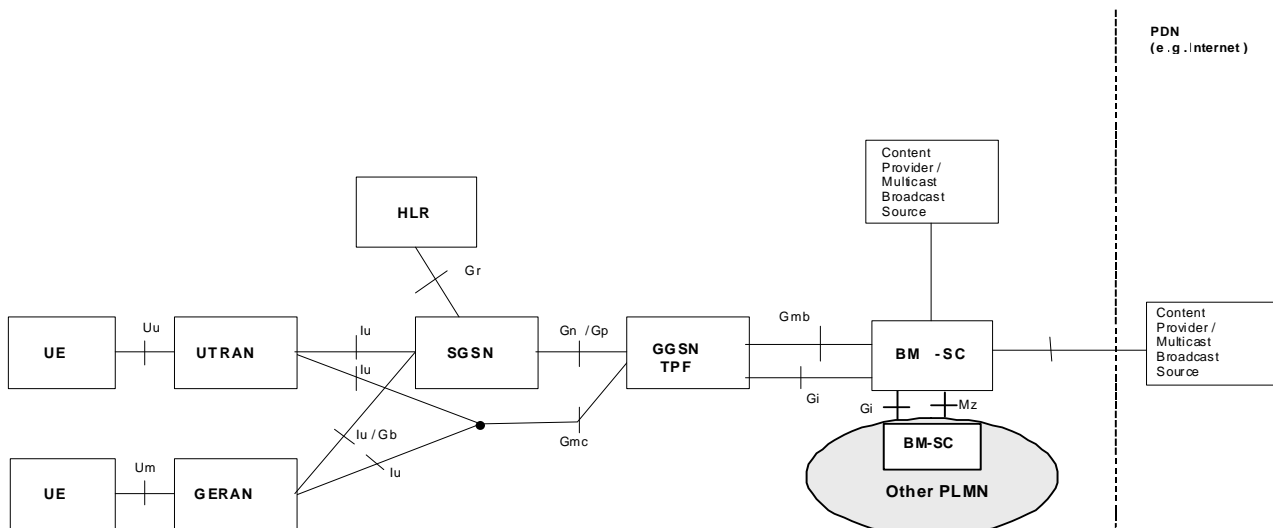 PDN
(e.g.Internet)
Content
Provider /
Multicast
Broadcast
Source
HLR
Gr
Uu
Iu
Gn /Gp
Gmb
Content
Provider /
Multicast
Broadcast
Source
UE
UTRAN
SGSN
GGSN
TPF
BM -SC
Iu
Gi
Gi
Mz
Iu/Gb
Gmc
BM-SC
Um
Iu
UE
GERAN
Other PLMN